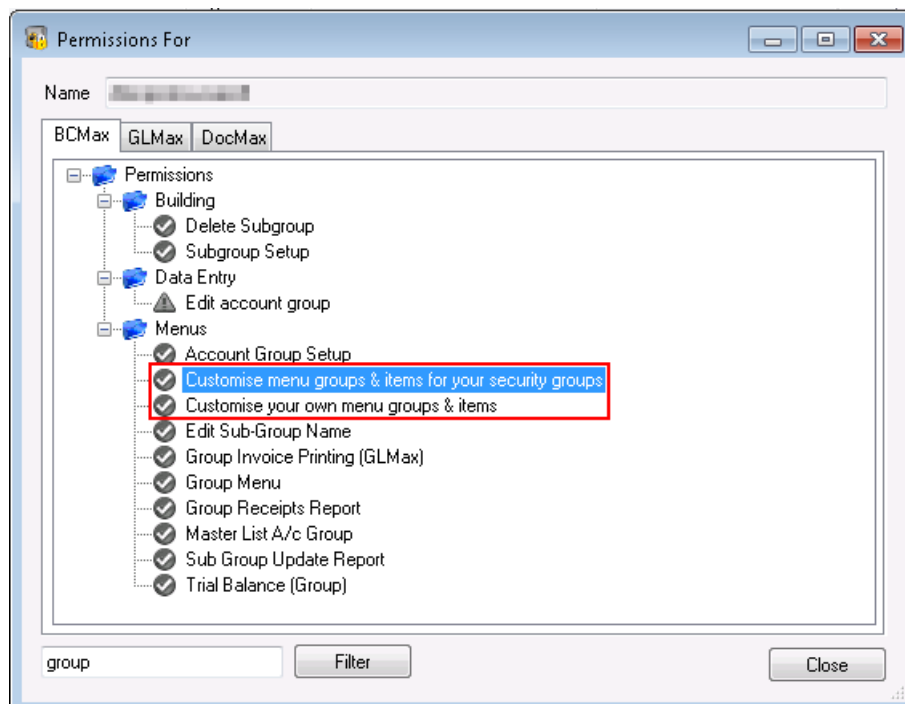 Permissions For
Name
BCMax GLMax DocMax
Permissions
Building
Delete Subgroup
Subgroup Setup
Data Entry
Edit account group
Menus
Account Group Setup
Customise menu groups & items for your security groups
Customise your own menu groups & items
Edit Sub-Group Name
Group Invoice Printing (GLMax)
Group Menu
Group Receipts Report
Master List A/c Group
Sub Group Update Report
Trial Balance (Group)
group Filter Close